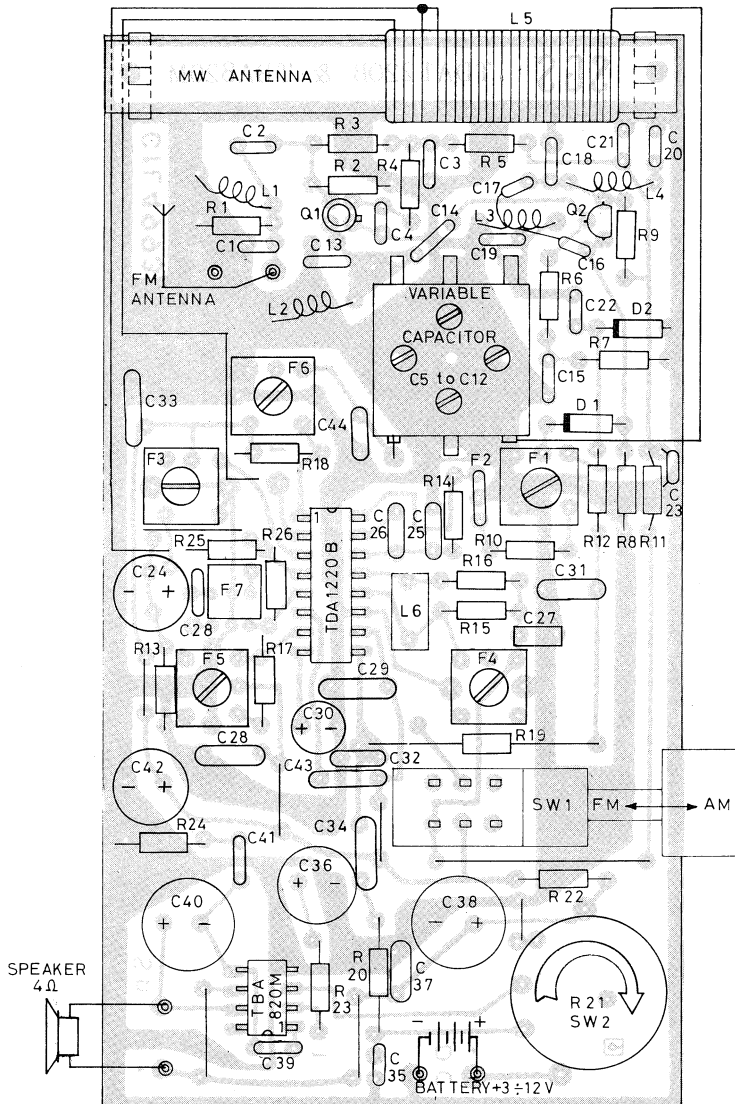 L5
MW ANTENNA
C2
R3
R2
R4
C3
R5
C18
C21
C
20
L1
R1
Q1
C4
C14
C17
L3
L4
Q2
R9
C1
C13
C19
C16
FM
ANTENNA
L2
VARIABLE
CAPACITOR
C5 to C12
R6
C22
D2
R7
C15
F6
C33
C44
D1
R18
F3
R14
F2
F1
C
23
1
C
26
C
25
R12
R8
R11
R25
R26
R10
C24
- +
F7
TDA1220B
R16
C31
L6
C28
R15
C27
R13
F5
R17
C29
F4
C30
+ -
C28
R19
C32
C42
- +
C43
SW1
FM
AM
R24
C41
C34
C36
+ -
R22
C40
+ -
C38
- +
SPEAKER
4Ω
TBA
820M
1
R
23
R
20
C
37
R21
SW2
- +
C39
C
35
BATTERY+3÷12V